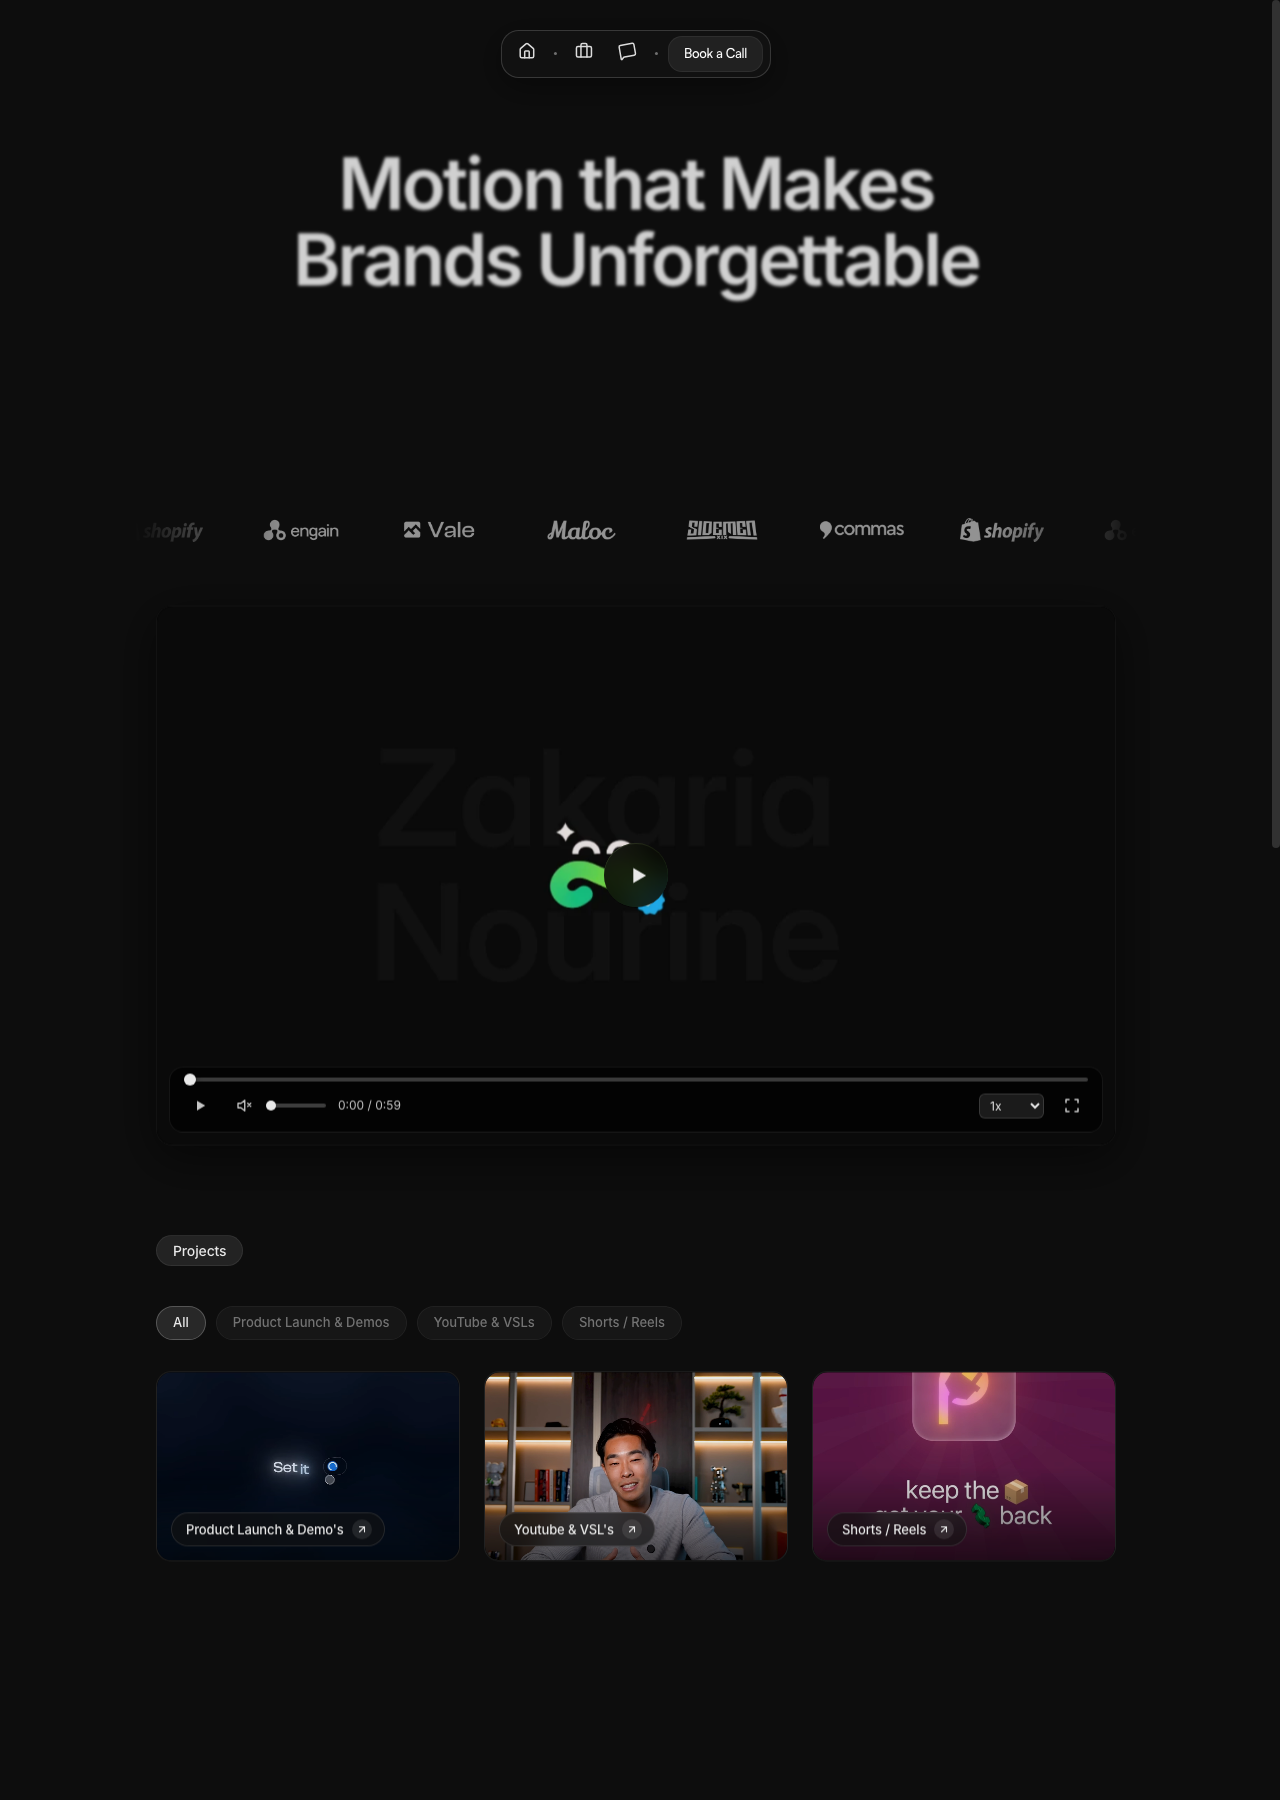 Book a Call
Motion that Makes
Brands Unforgettable
shopify
engain
Vale
Maloc
SIDEMEN
commas
shopify
Zakaria
Nourine
0:00 / 0:59
1x
Projects
All
Product Launch & Demos
YouTube & VSLs
Shorts / Reels
Set it
Product Launch & Demo's
Youtube & VSL's
keep the
get your back
Shorts / Reels